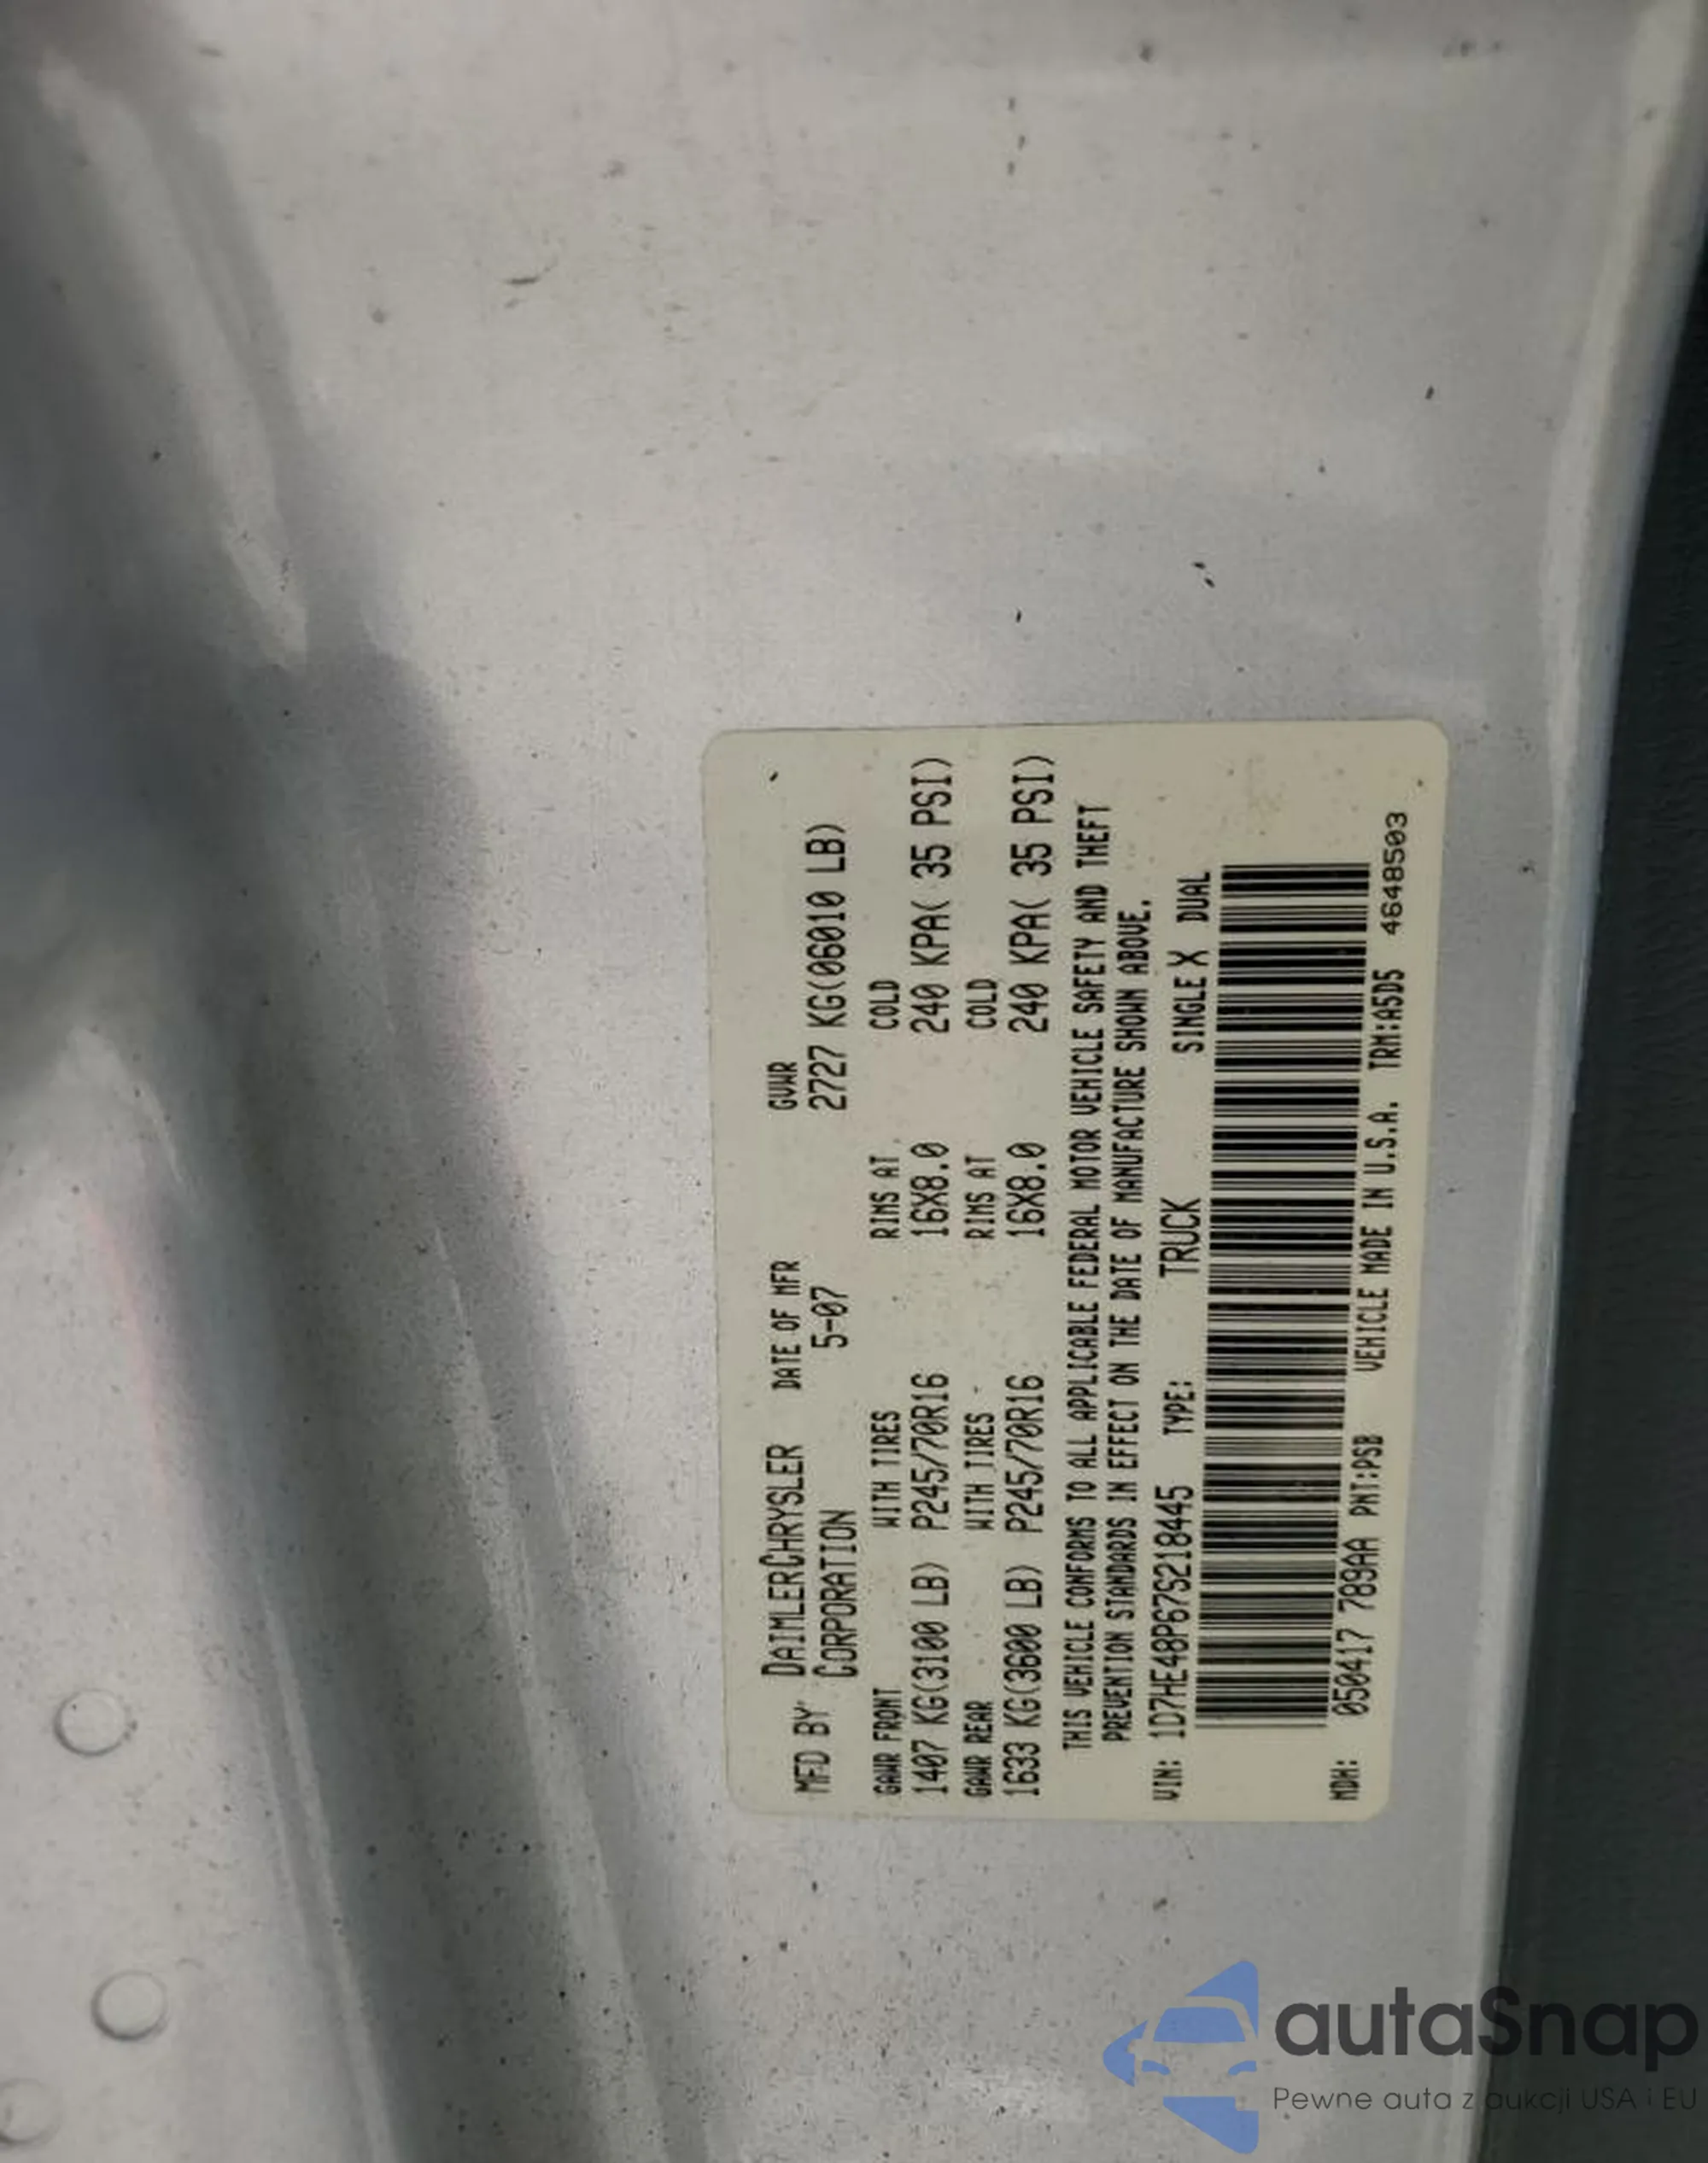 MFD BY DAIMLERCHRYSLER CORPORATION DATE OF MFR 5-07 GVWR 2727 KG(06010 LB)
GAWR FRONT WITH TIRES RIMS AT COLD
1407 KG(3100 LB) P245/70R16 16X8.0 240 KPA( 35 PSI)
GAWR REAR WITH TIRES RIMS AT COLD
1633 KG(3600 LB) P245/70R16 16X8.0 240 KPA( 35 PSI)
THIS VEHICLE CONFORMS TO ALL APPLICABLE FEDERAL MOTOR VEHICLE SAFETY AND THEFT
PREVENTION STANDARDS IN EFFECT ON THE DATE OF MANUFACTURE SHOWN ABOVE.
VIN: 1D7HE48P67S218445 TYPE: TRUCK SINGLE X DUAL
MDH: 050417 789AA PNT:PSB VEHICLE MADE IN U.S.A. TRM:A5D5 4648503
autaSnap
Pewne auta z aukcji USA i EU